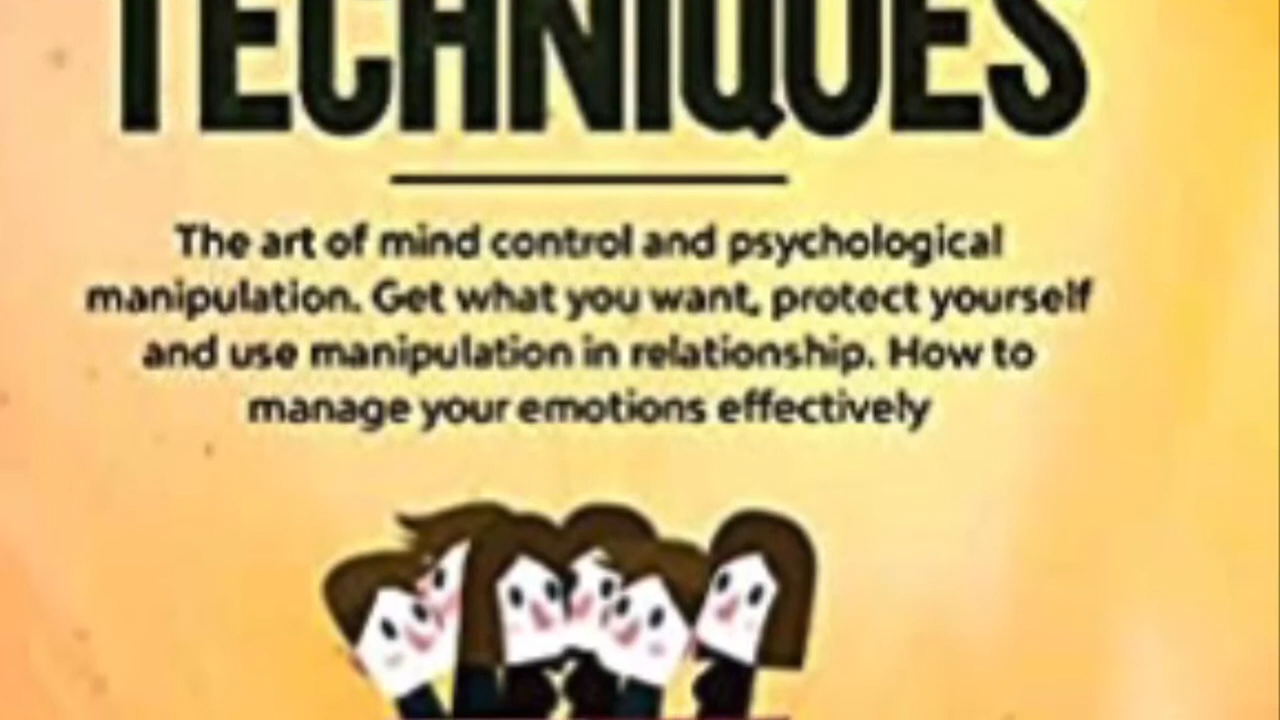 TECHNIQUES
The art of mind control and psychological
manipulation. Get what you want, protect yourself
and use manipulation in relationship. How to
manage your emotions effectively